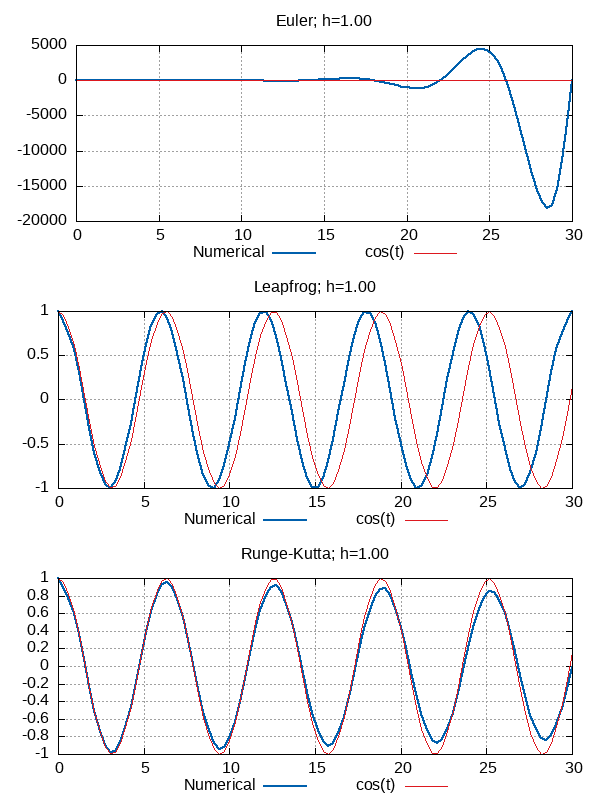 Euler; h=1.00
5000
0
-5000
-10000
-15000
-20000
0 5 10 15 20 25 30
Numerical cos(t)
Leapfrog; h=1.00
1
0.5
0
-0.5
-1
0 5 10 15 20 25 30
Numerical cos(t)
Runge-Kutta; h=1.00
1
0.8
0.6
0.4
0.2
0
-0.2
-0.4
-0.6
-0.8
-1
0 5 10 15 20 25 30
Numerical cos(t)